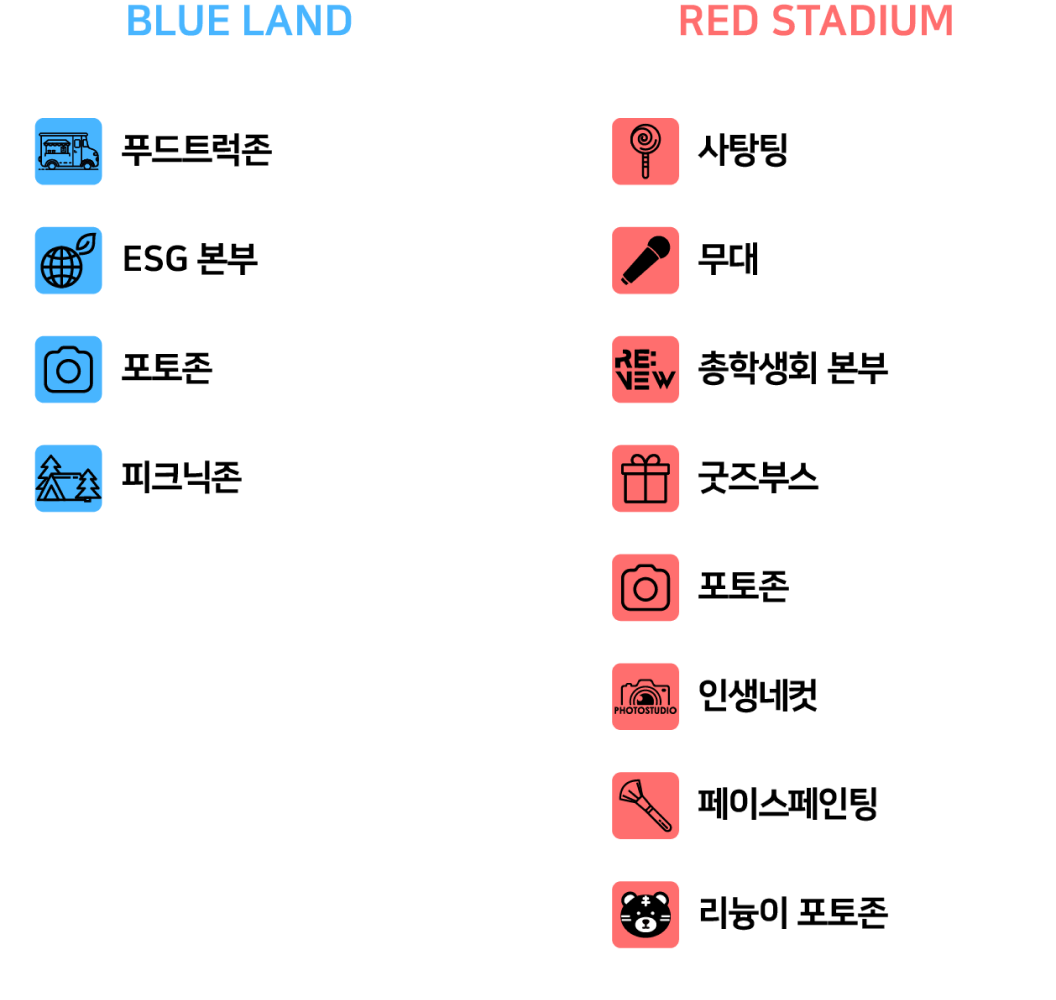 BLUE LAND
푸드트럭존
ESG 본부
포토존
피크닉존
RED STADIUM
사탕팅
무대
RE:
VIEW
총학생회 본부
굿즈부스
포토존
PHOTOSTUDIO
인생네컷
페이스페인팅
리늉이 포토존